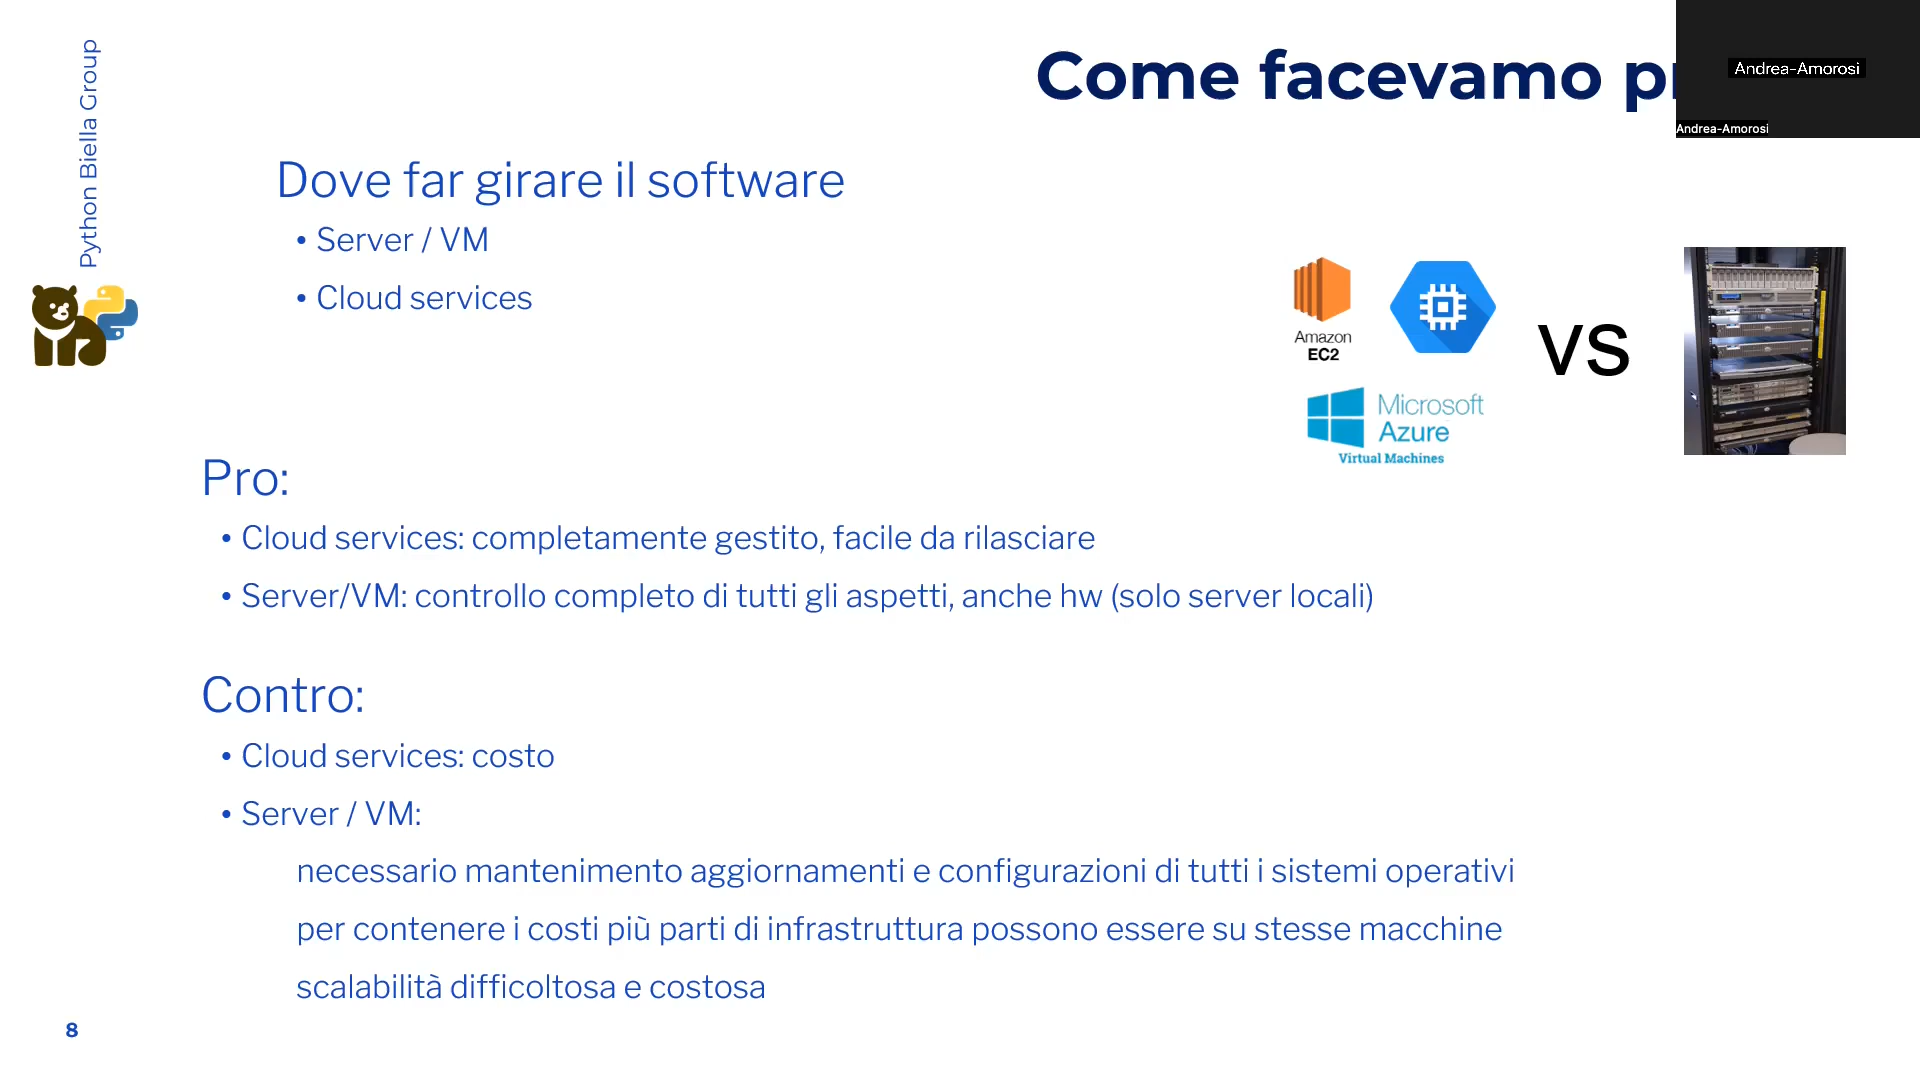 Python Biella Group
Come facevamo
Andrea-Amorosi
Andrea-Amorosi
Dove far girare il software
• Server / VM
• Cloud services
Amazon
EC2
Microsoft
Azure
Virtual Machines
vs
Pro:
• Cloud services: completamente gestito, facile da rilasciare
• Server/VM: controllo completo di tutti gli aspetti, anche hw (solo server locali)
Contro:
• Cloud services: costo
• Server / VM:
necessario mantenimento aggiornamenti e configurazioni di tutti i sistemi operativi
per contenere i costi più parti di infrastruttura possono essere su stesse macchine
scalabilità difficoltosa e costosa
8